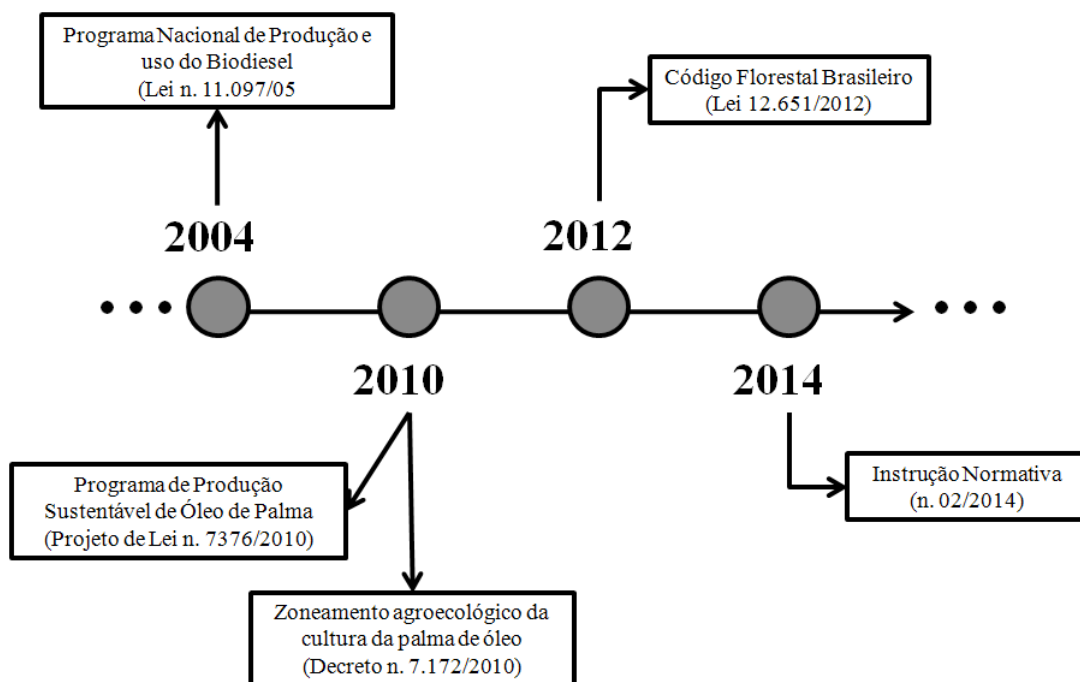 Programa Nacional de Produção e
uso do Biodiesel
(Lei n. 11.097/05
Código Florestal Brasileiro
(Lei 12.651/2012)
2004
2012
2010
2014
Programa de Produção
Sustentável de Óleo de Palma
(Projeto de Lei n. 7376/2010)
Instrução Normativa
(n. 02/2014)
Zoneamento agroecológico da
cultura da palma de óleo
(Decreto n. 7.172/2010)